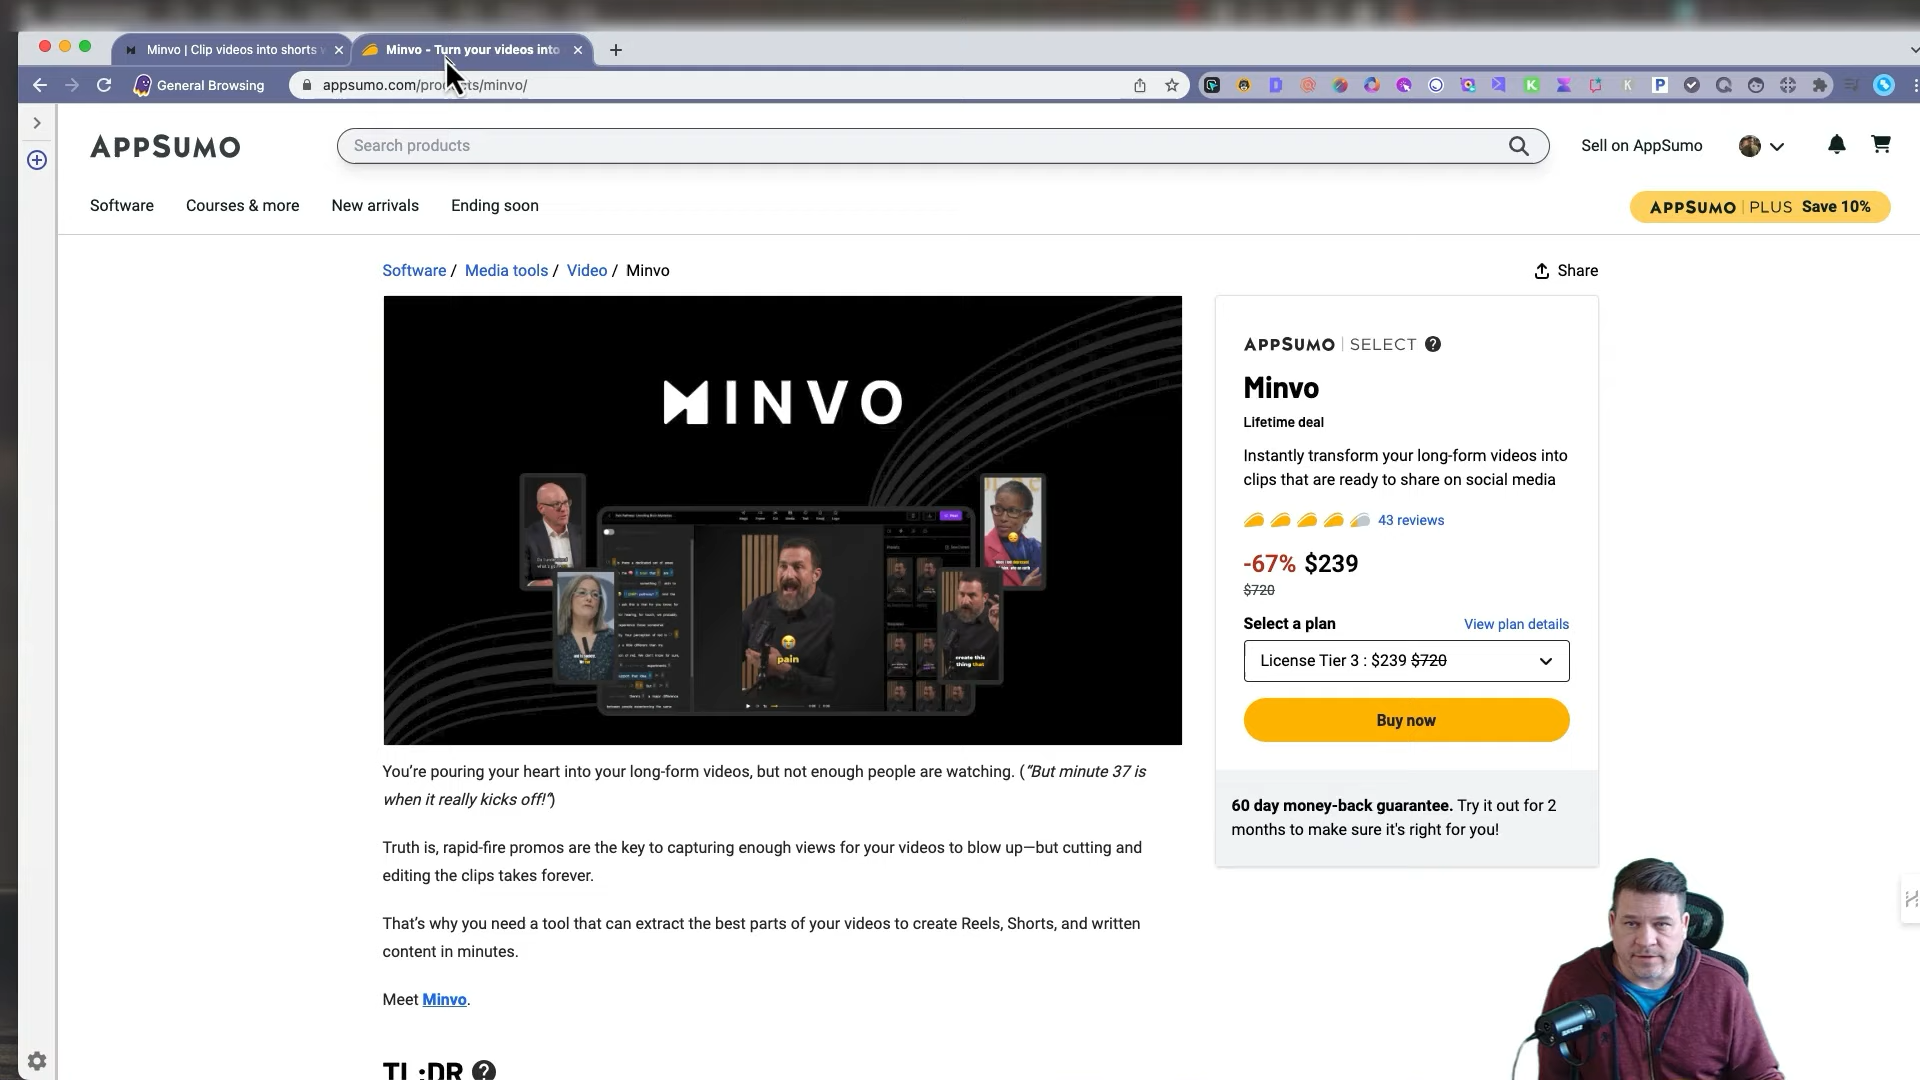 Minvo | Clip videos into shorts
Minvo - Turn your videos into
General Browsing
appsumo.com/products/minvo/
APPSUMO
Search products
Sell on AppSumo
Software
Courses & more
New arrivals
Ending soon
APPSUMO | PLUS Save 10%
Software / Media tools / Video / Minvo
Share
MINVO
pain
create this
thing that
APPSUMO | SELECT
Minvo
Lifetime deal
Instantly transform your long-form videos into
clips that are ready to share on social media
43 reviews
-67% $239
$720
Select a plan
View plan details
License Tier 3 : $239 $720
Buy now
60 day money-back guarantee. Try it out for 2
months to make sure it's right for you!
You’re pouring your heart into your long-form videos, but not enough people are watching. (“But minute 37 is
when it really kicks off!”)
Truth is, rapid-fire promos are the key to capturing enough views for your videos to blow up—but cutting and
editing the clips takes forever.
That’s why you need a tool that can extract the best parts of your videos to create Reels, Shorts, and written
content in minutes.
Meet Minvo.
TL;DR